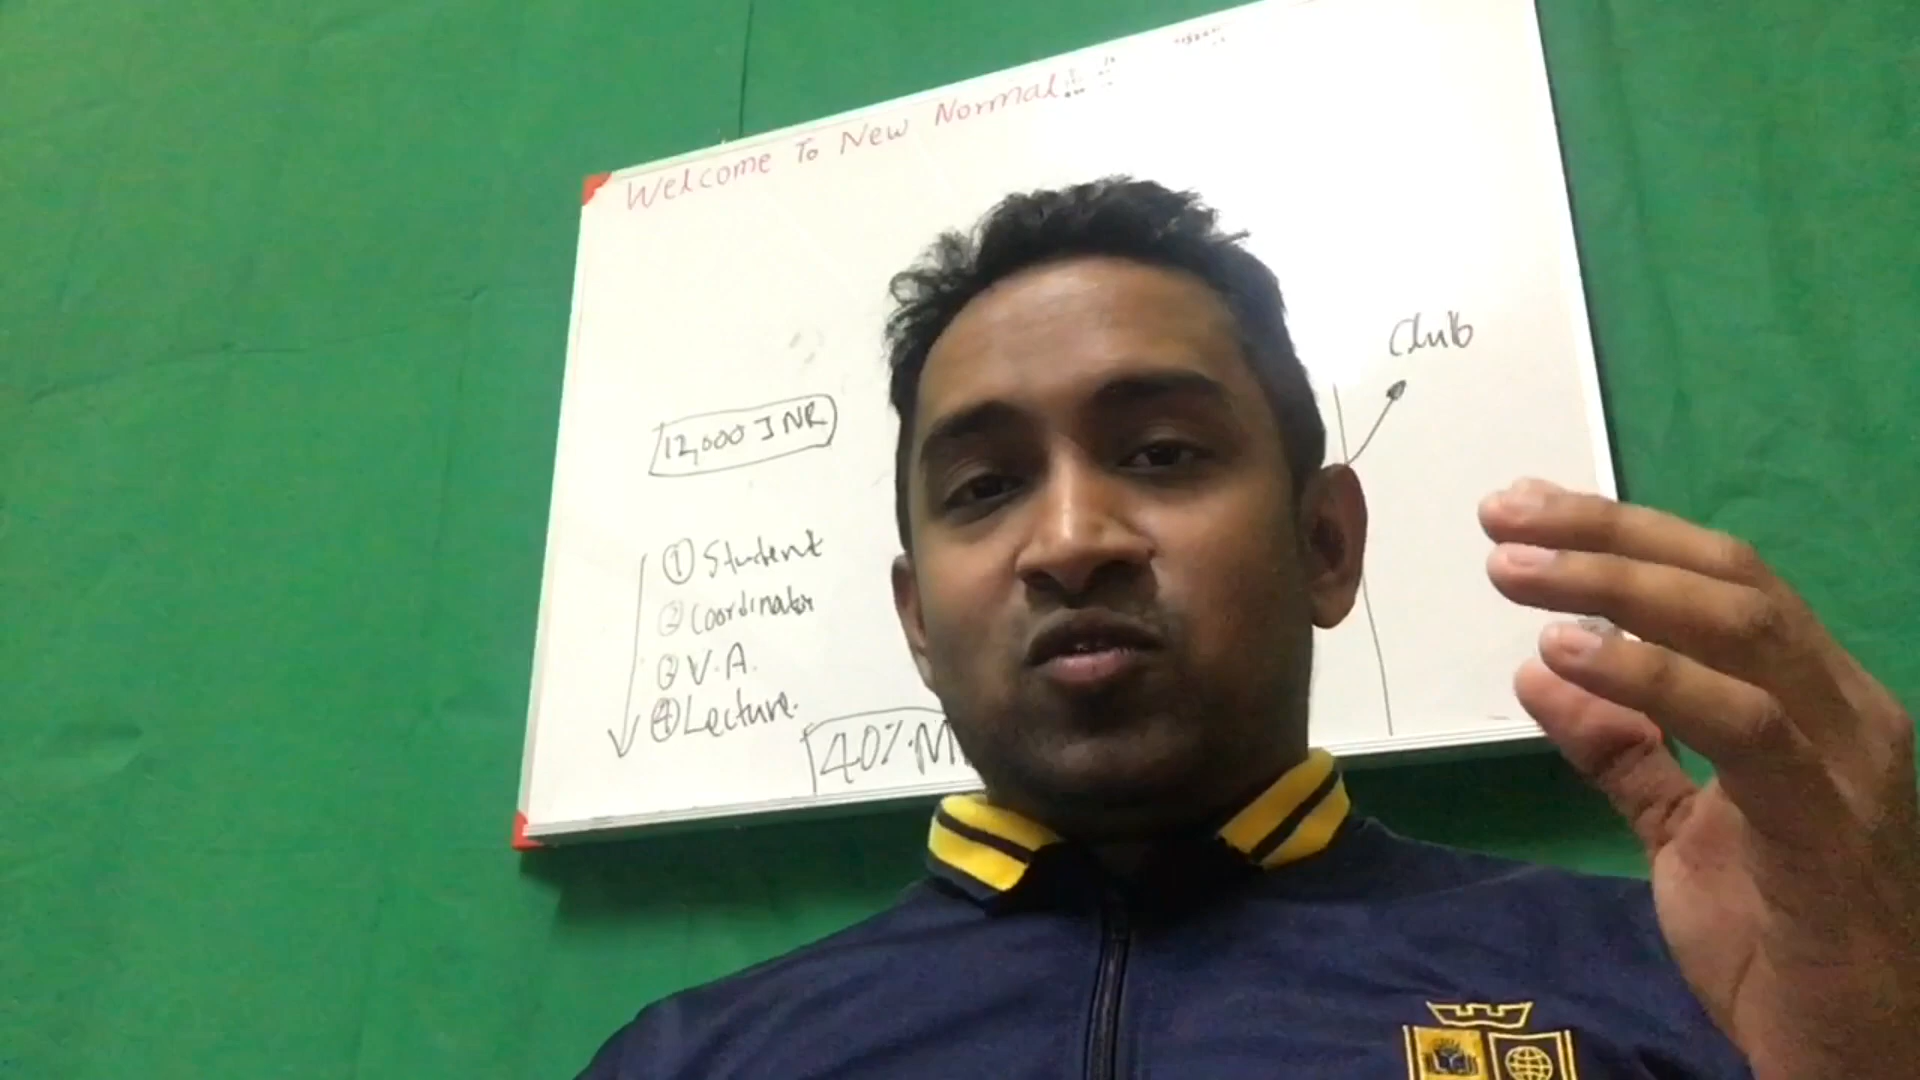 Welcome To New Normal
Club
12,000 INR
① Student
② Coordinator
③ V.A.
④ Lecture.
40%